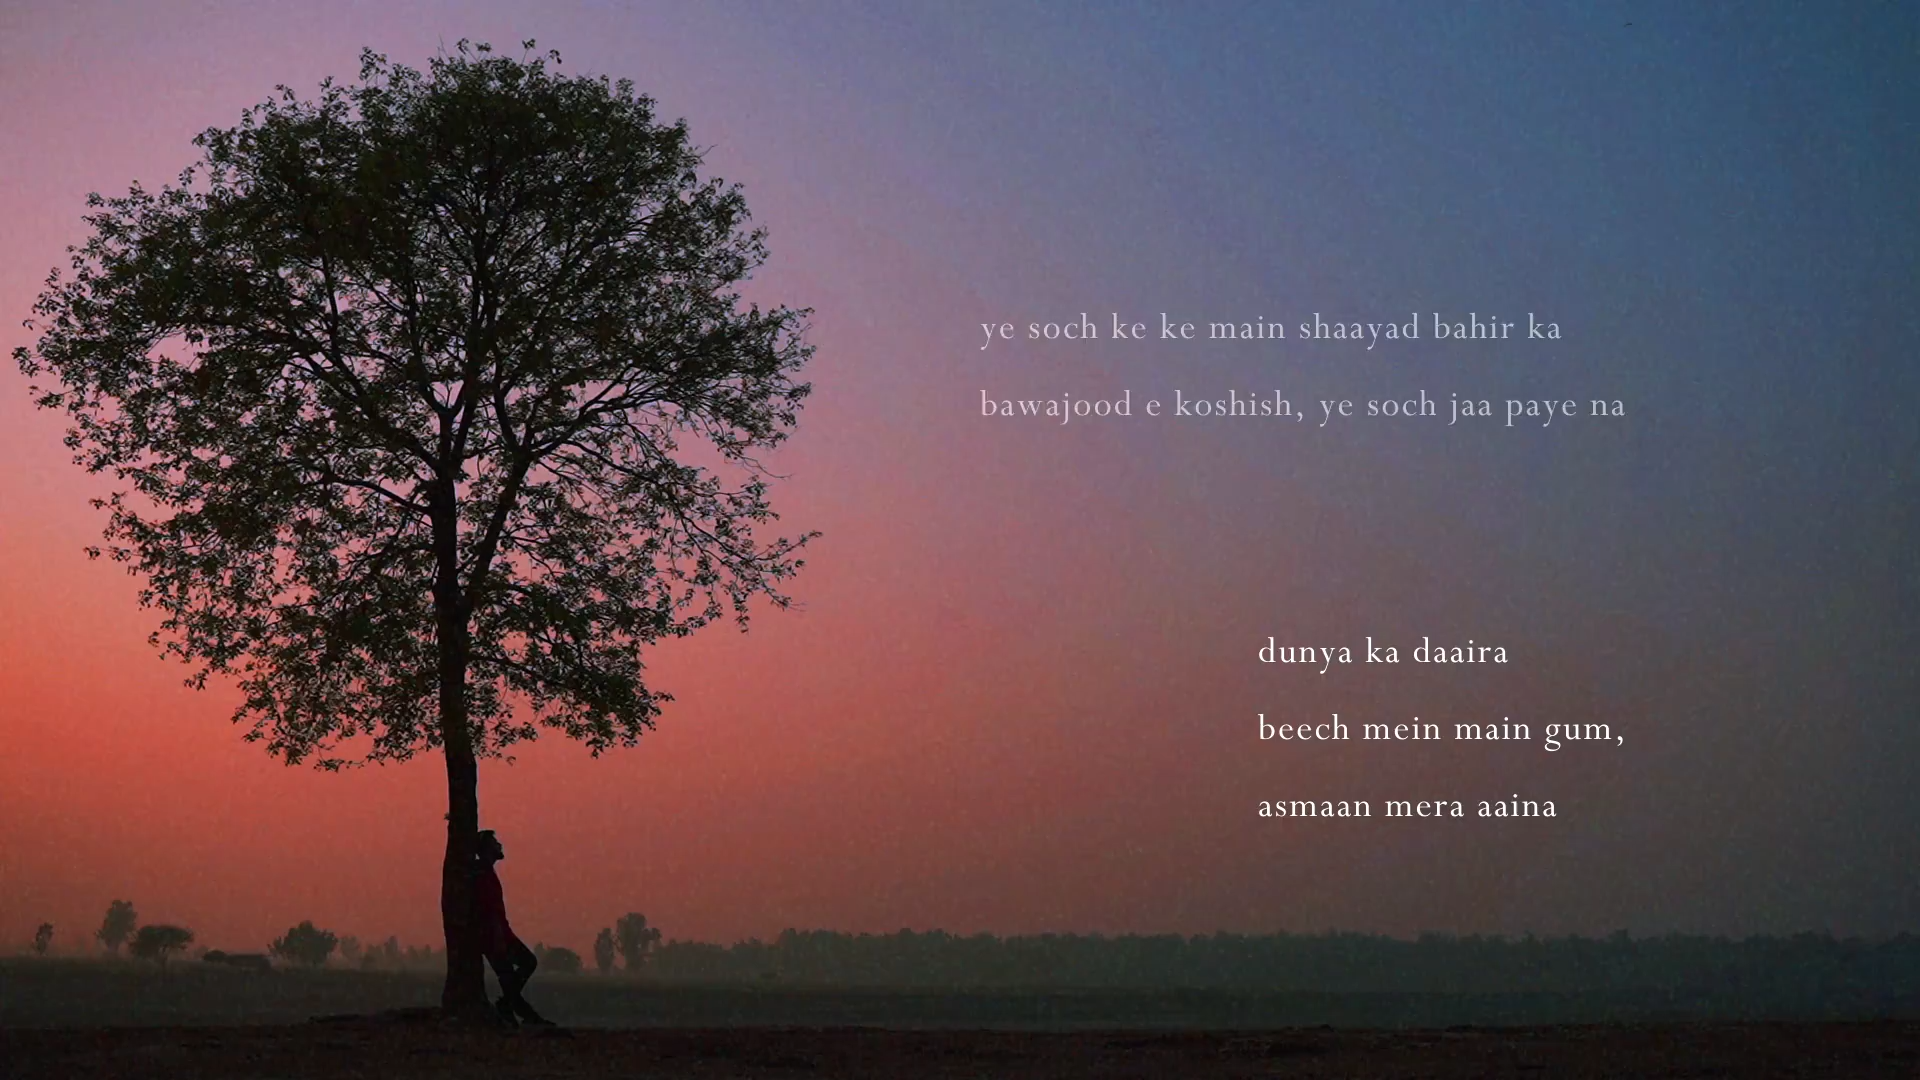 ye soch ke ke main shaayad bahir ka
bawajood e koshish, ye soch jaa paye na
dunya ka daaira
beech mein main gum,
asmaan mera aaina